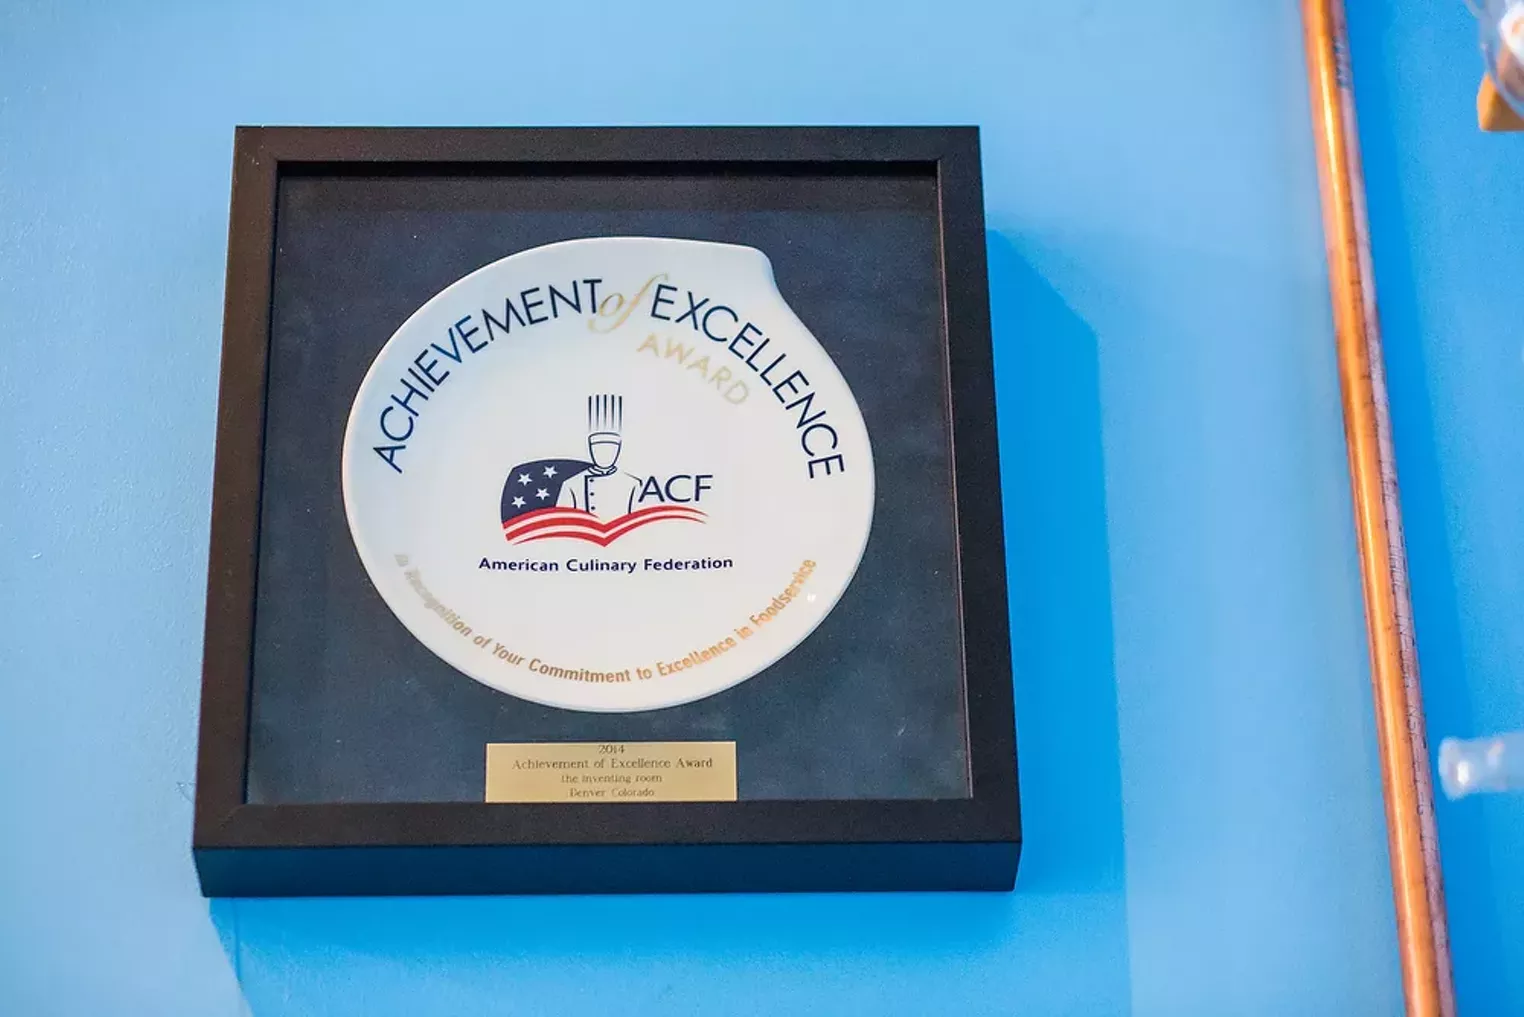 ACHIEVEMENT of EXCELLENCE
AWARD
ACF
American Culinary Federation
In Recognition of Your Commitment to Excellence in Foodservice
2014
Achievement of Excellence Award
the inventing room
Denver Colorado